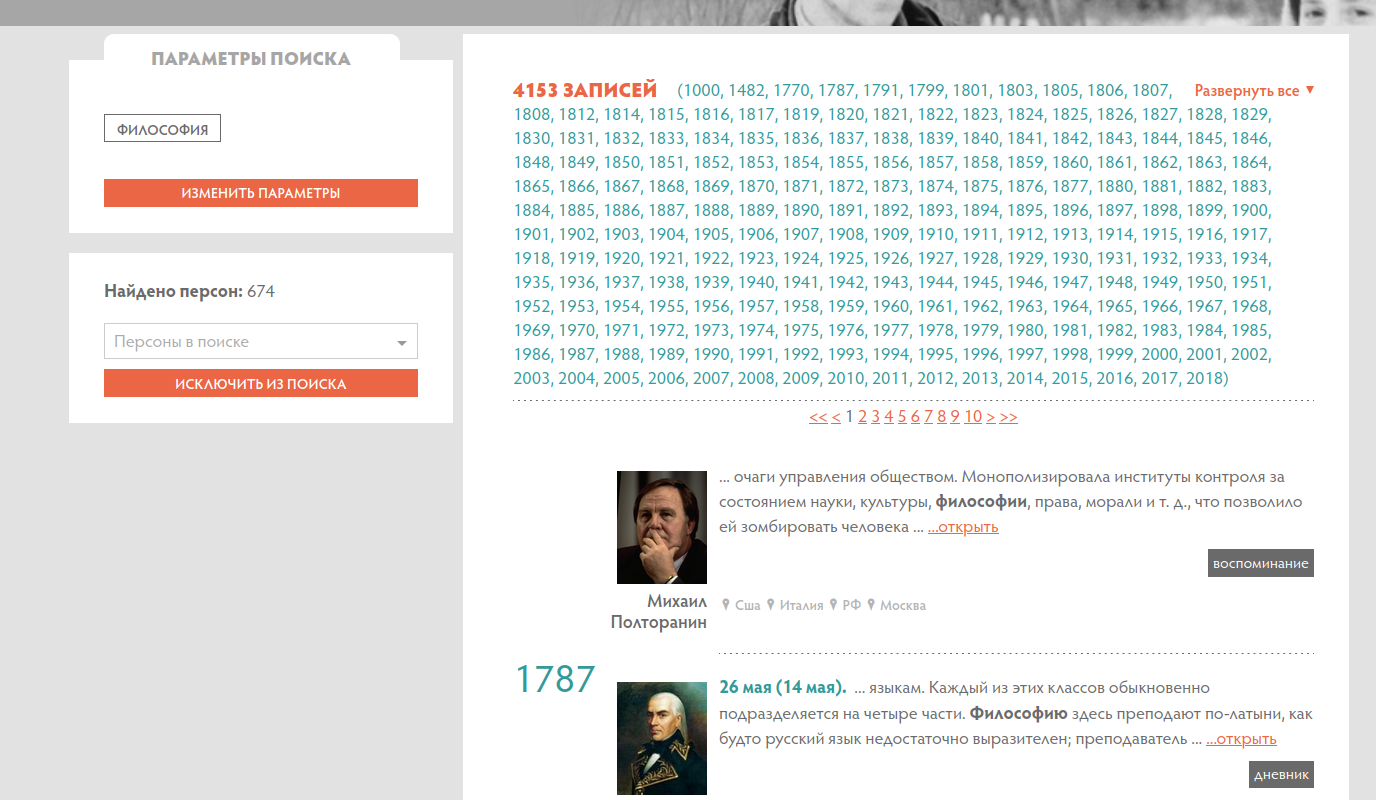 ПАРАМЕТРЫ ПОИСКА
ФИЛОСОФИЯ
ИЗМЕНИТЬ ПАРАМЕТРЫ
Найдено персон: 674
Персоны в поиске
ИСКЛЮЧИТЬ ИЗ ПОИСКА
4153 ЗАПИСЕЙ (1000, 1482, 1770, 1787, 1791, 1799, 1801, 1803, 1805, 1806, 1807, Развернуть все
1808, 1812, 1814, 1815, 1816, 1817, 1819, 1820, 1821, 1822, 1823, 1824, 1825, 1826, 1827, 1828, 1829,
1830, 1831, 1832, 1833, 1834, 1835, 1836, 1837, 1838, 1839, 1840, 1841, 1842, 1843, 1844, 1845, 1846,
1848, 1849, 1850, 1851, 1852, 1853, 1854, 1855, 1856, 1857, 1858, 1859, 1860, 1861, 1862, 1863, 1864,
1865, 1866, 1867, 1868, 1869, 1870, 1871, 1872, 1873, 1874, 1875, 1876, 1877, 1880, 1881, 1882, 1883,
1884, 1885, 1886, 1887, 1888, 1889, 1890, 1891, 1892, 1893, 1894, 1895, 1896, 1897, 1898, 1899, 1900,
1901, 1902, 1903, 1904, 1905, 1906, 1907, 1908, 1909, 1910, 1911, 1912, 1913, 1914, 1915, 1916, 1917,
1918, 1919, 1920, 1921, 1922, 1923, 1924, 1925, 1926, 1927, 1928, 1929, 1930, 1931, 1932, 1933, 1934,
1935, 1936, 1937, 1938, 1939, 1940, 1941, 1942, 1943, 1944, 1945, 1946, 1947, 1948, 1949, 1950, 1951,
1952, 1953, 1954, 1955, 1956, 1957, 1958, 1959, 1960, 1961, 1962, 1963, 1964, 1965, 1966, 1967, 1968,
1969, 1970, 1971, 1972, 1973, 1974, 1975, 1976, 1977, 1978, 1979, 1980, 1981, 1982, 1983, 1984, 1985,
1986, 1987, 1988, 1989, 1990, 1991, 1992, 1993, 1994, 1995, 1996, 1997, 1998, 1999, 2000, 2001, 2002,
2003, 2004, 2005, 2006, 2007, 2008, 2009, 2010, 2011, 2012, 2013, 2014, 2015, 2016, 2017, 2018)
<< < 1 2 3 4 5 6 7 8 9 10 > >>
... очаги управления обществом. Монополизировала институты контроля за
состоянием науки, культуры, философии, права, морали и т. д., что позволило
ей зомбировать человека ... ...открыть
воспоминание
Михаил
Полторанин
Сша Италия РФ Москва
1787
26 мая (14 мая). ... языкам. Каждый из этих классов обыкновенно
подразделяется на четыре части. Философию здесь преподают по-латыни, как
будто русский язык недостаточно выразителен; преподаватель ... ...открыть
дневник